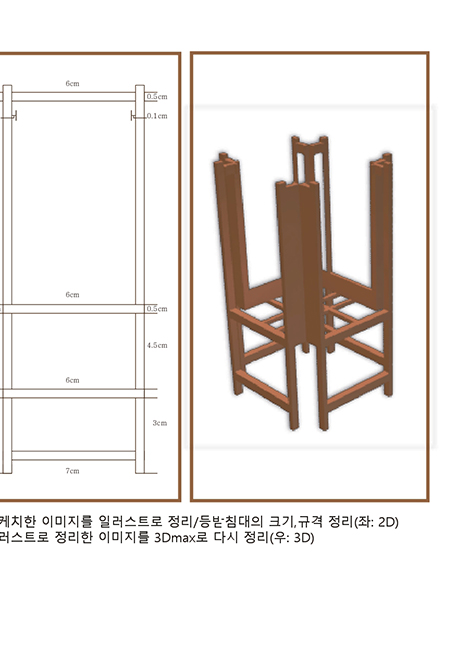 6cm
0.5cm
0.1cm
6cm
0.5cm
4.5cm
6cm
3cm
7cm
케치한 이미지를 일러스트로 정리/등받침대의 크기,규격 정리(좌: 2D)
러스트로 정리한 이미지를 3Dmax로 다시 정리(우: 3D)